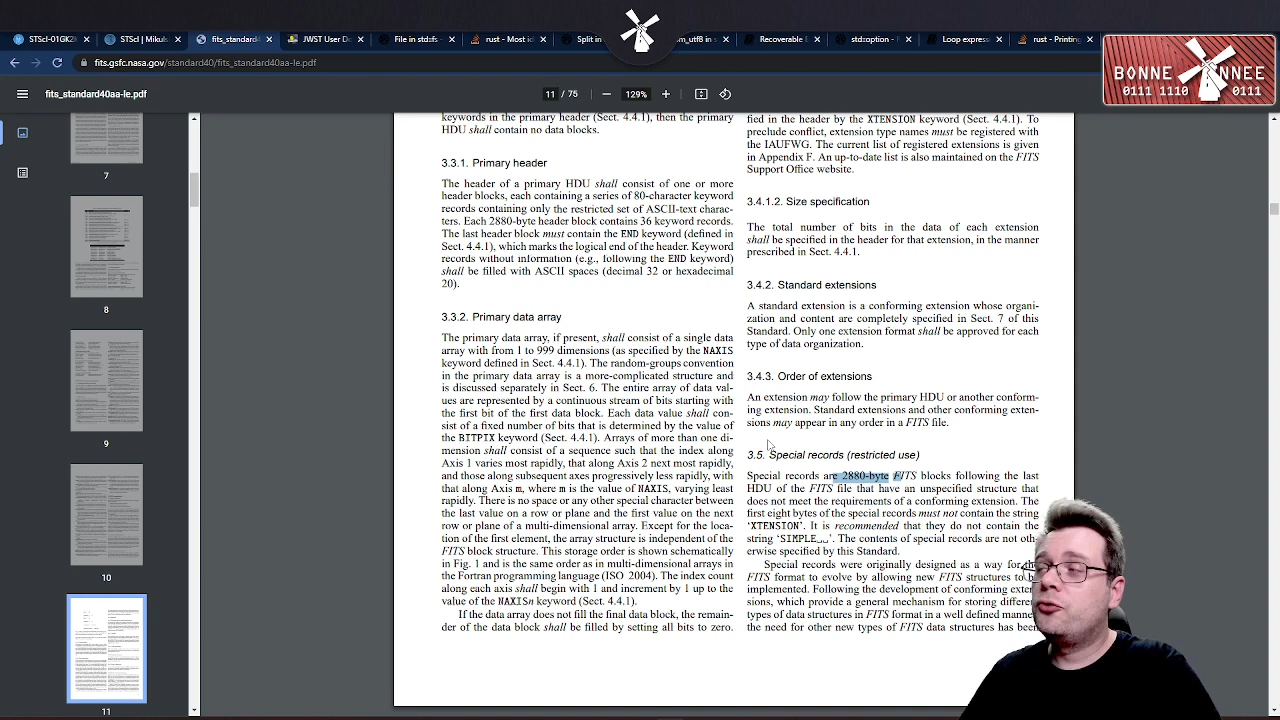 STScI-01GK2
STScI | Mikuls
fits_standard4
JWST User Dc
File in std::fs -
rust - Most id
Split in
m_utf8 in s
Recoverable E
std::option - F
Loop expressi
rust - Printing
fits.gsfc.nasa.gov/standard40/fits_standard40aa-le.pdf
BONNE NNEE
0111 1110 0111
fits_standard40aa-le.pdf
11 / 75
129%
7
8
9
10
11
keywords in the primary header (Sect. 4.4.1), then the primary
HDU shall contain data blocks.
3.3.1. Primary header
The header of a primary HDU shall consist of one or more
header blocks, each containing a series of 80-character keyword
records containing only the restricted set of ASCII-text charac-
ters. Each 2880-byte header block contains 36 keyword records.
The last header block must contain the END keyword (defined in
Sect. 4.4.1), which marks the logical end of the header. Keyword
records without information (e.g., following the END keyword)
shall be filled with ASCII spaces (decimal 32 or hexadecimal
20).
3.3.2. Primary data array
The primary data array, if present, shall consist of a single data
array with from 1 to 999 dimensions (as specified by the NAXIS
keyword defined in Sect. 4.4.1). The random-groups convention
in the primary data array is a more-complicated structure and
is discussed separately in Sect. 6. The entire array of data val-
ues are represented by a continuous stream of bits starting with
the first bit of the first data block. Each data value shall con-
sist of a fixed number of bits that is determined by the value of
the BITPIX keyword (Sect. 4.4.1). Arrays of more than one di-
mension shall consist of a sequence such that the index along
Axis 1 varies most rapidly, that along Axis 2 next most rapidly,
and those along subsequent axes progressively less rapidly, with
that along Axis m, where m is the value of NAXIS, varying least
rapidly. There is no space or any other special character between
the last value on a row or plane and the first value on the next
row or plane of a multi-dimensional array. Except for the loca-
tion of the first element, the array structure is independent of the
FITS block structure. This storage order is shown schematically
in Fig. 1 and is the same order as in multi-dimensional arrays in
the Fortran programming language (ISO 2004). The index count
along each axis shall begin with 1 and increment by 1 up to the
value of the NAXISn keyword (Sect. 4.4.1).
If the data array does not fill the final data block, the remain-
der of the data block shall be filled by setting all bits to zero.
fied name given by the XTENSION keyword (Sect. 4.4.1). To
preclude conflict, extension type names must be registered with
the IAUFWG. The current list of registered extensions is given
in Appendix F. An up-to-date list is also maintained on the FITS
Support Office website.
3.4.1.2. Size specification
The total number of bits in the data of each extension
shall be specified in the header for that extension, in the manner
prescribed in Sect. 4.4.1.
3.4.2. Standard extensions
A standard extension is a conforming extension whose organi-
zation and content are completely specified in Sect. 7 of this
Standard. Only one extension format shall be approved for each
type of data organization.
3.4.3. Order of extensions
An extension may follow the primary HDU or another conform-
ing extension. Standard extensions and other conforming exten-
sions may appear in any order in a FITS file.
3.5. Special records (restricted use)
Special records are 2880-byte FITS blocks following the last
HDU of the FITS file that have an unspecified structure that
does not meet the requirements of a conforming extension. The
first eight bytes of the special records must not contain the string
'XTENSION'. It is recommended that they do not contain the
string 'SIMPLE␣␣'. The contents of special records are not oth-
erwise specified by this Standard.
Special records were originally designed as a way for the
FITS format to evolve by allowing new FITS structures to b
implemented. Following the development of conforming exten
sions, which provide a general mechanism for storing different
types of data structures in FITS format in a well defined manner,
the need for other new types of FITS data structures has been